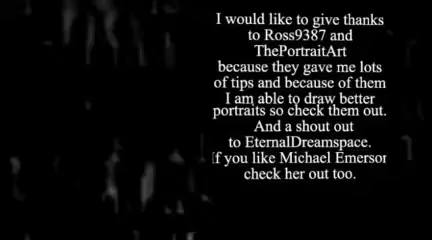 I would like to give thanks
to Ross9387 and
ThePortraitArt
because they gave me lots
of tips and because of them
I am able to draw better
portraits so check them out.
And a shout out
to EternalDreamspace.
If you like Michael Emerson
check her out too.